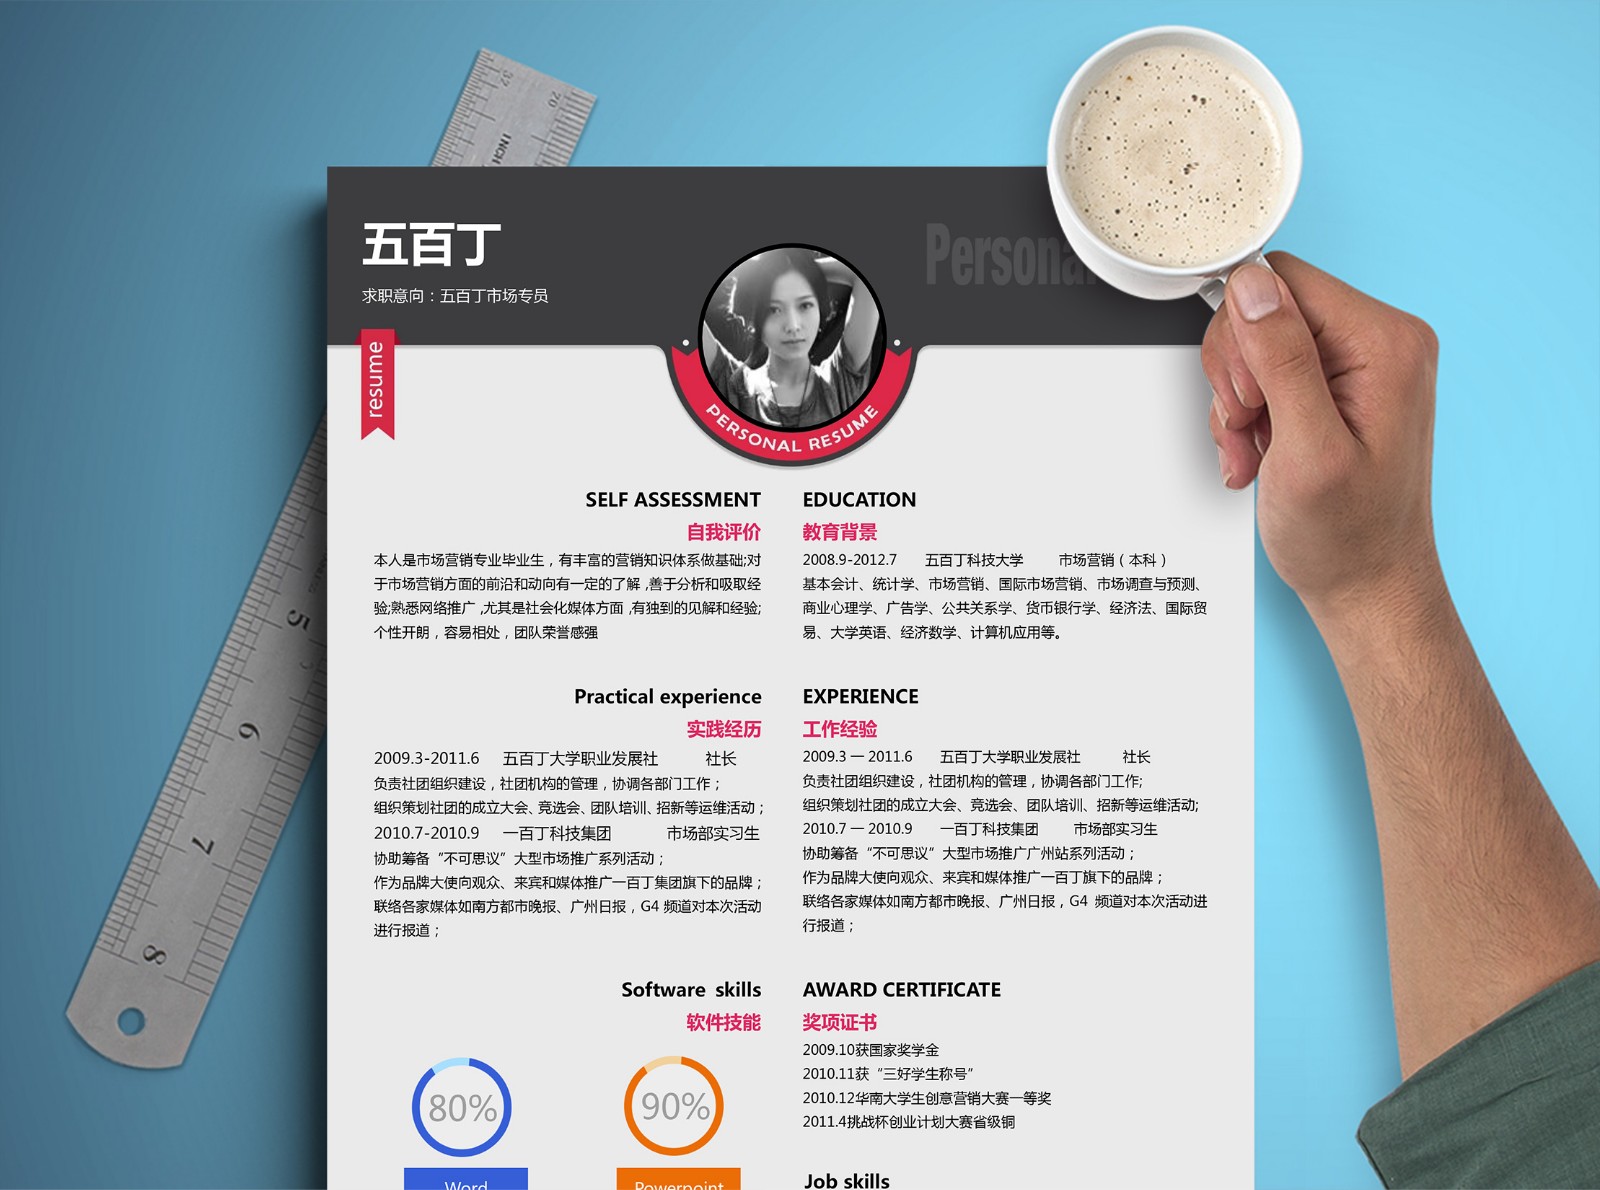 五百丁
求职意向：五百丁市场专员
Personal
resume
PERSONAL RESUME
SELF ASSESSMENT
自我评价
本人是市场营销专业毕业生，有丰富的营销知识体系做基础;对
于市场营销方面的前沿和动向有一定的了解,善于分析和吸取经
验;熟悉网络推广,尤其是社会化媒体方面,有独到的见解和经验;
个性开朗，容易相处，团队荣誉感强
EDUCATION
教育背景
2008.9-2012.7 五百丁科技大学 市场营销（本科）
基本会计、统计学、市场营销、国际市场营销、市场调查与预测、
商业心理学、广告学、公共关系学、货币银行学、经济法、国际贸
易、大学英语、经济数学、计算机应用等。
Practical experience
实践经历
2009.3-2011.6 五百丁大学职业发展社 社长
负责社团组织建设，社团机构的管理，协调各部门工作；
组织策划社团的成立大会、竞选会、团队培训、招新等运维活动；
2010.7-2010.9 一百丁科技集团 市场部实习生
协助筹备“不可思议”大型市场推广系列活动；
作为品牌大使向观众、来宾和媒体推广一百丁集团旗下的品牌；
联络各家媒体如南方都市晚报、广州日报，G4 频道对本次活动
进行报道；
EXPERIENCE
工作经验
2009.3 — 2011.6 五百丁大学职业发展社 社长
负责社团组织建设，社团机构的管理，协调各部门工作;
组织策划社团的成立大会、竞选会、团队培训、招新等运维活动;
2010.7 — 2010.9 一百丁科技集团 市场部实习生
协助筹备“不可思议”大型市场推广广州站系列活动；
作为品牌大使向观众、来宾和媒体推广一百丁旗下的品牌；
联络各家媒体如南方都市晚报、广州日报，G4 频道对本次活动进
行报道；
Software skills
软件技能
80%
90%
Word
Powerpoint
AWARD CERTIFICATE
奖项证书
2009.10获国家奖学金
2010.11获“三好学生称号”
2010.12华南大学生创意营销大赛一等奖
2011.4挑战杯创业计划大赛省级铜
Job skills
32
20
INCH
5
6
7
8